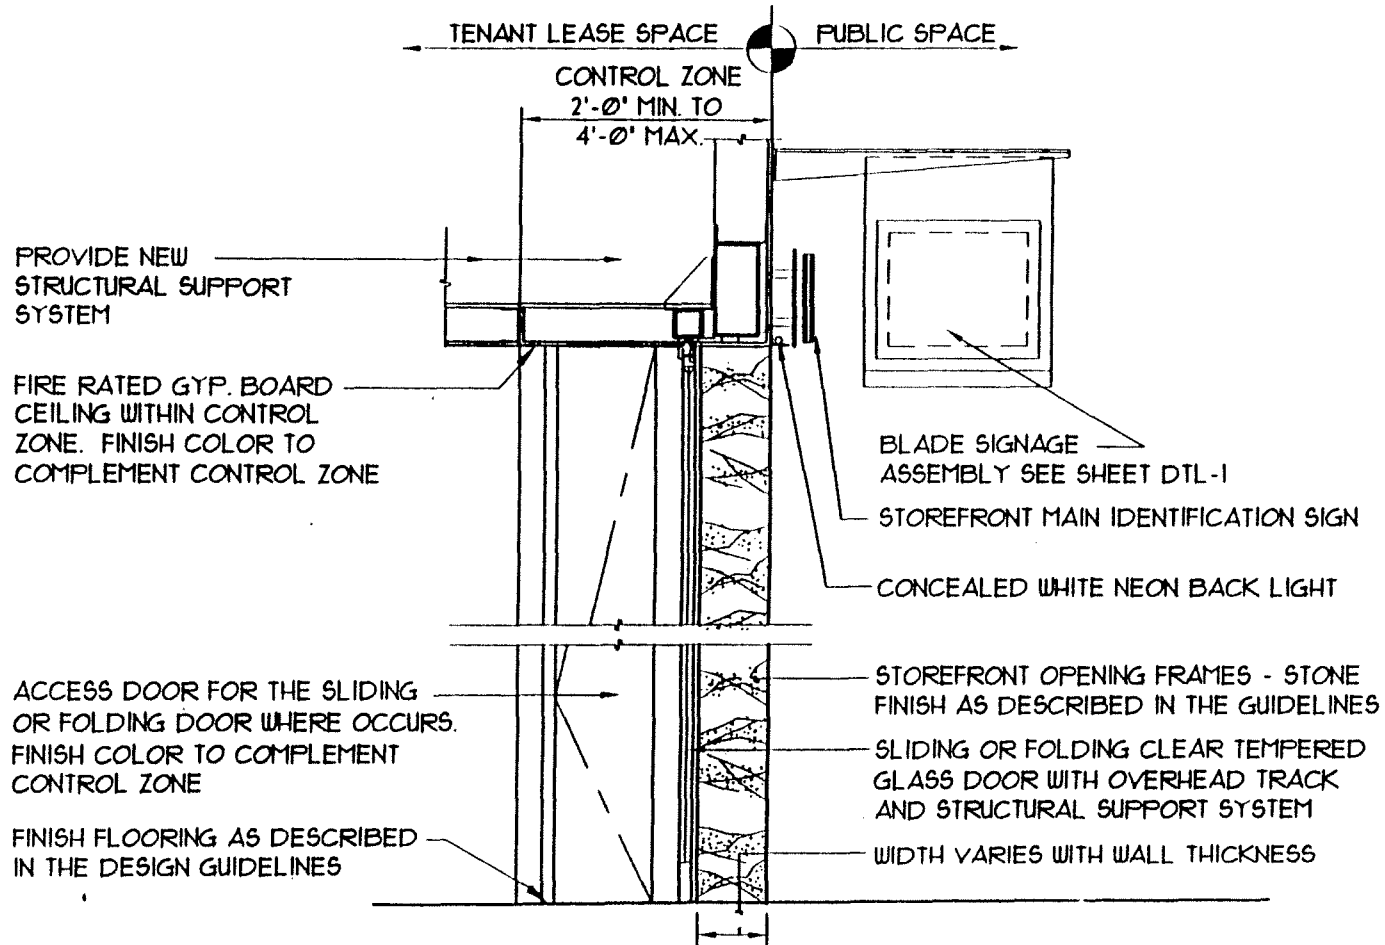 TENANT LEASE SPACE
PUBLIC SPACE
CONTROL ZONE
2'-0" MIN. TO
4'-0" MAX.
PROVIDE NEW
STRUCTURAL SUPPORT
SYSTEM
FIRE RATED GYP. BOARD
CEILING WITHIN CONTROL
ZONE. FINISH COLOR TO
COMPLEMENT CONTROL ZONE
BLADE SIGNAGE
ASSEMBLY SEE SHEET DTL-1
STOREFRONT MAIN IDENTIFICATION SIGN
CONCEALED WHITE NEON BACK LIGHT
ACCESS DOOR FOR THE SLIDING
OR FOLDING DOOR WHERE OCCURS.
FINISH COLOR TO COMPLEMENT
CONTROL ZONE
STOREFRONT OPENING FRAMES - STONE
FINISH AS DESCRIBED IN THE GUIDELINES
SLIDING OR FOLDING CLEAR TEMPERED
GLASS DOOR WITH OVERHEAD TRACK
AND STRUCTURAL SUPPORT SYSTEM
FINISH FLOORING AS DESCRIBED
IN THE DESIGN GUIDELINES
WIDTH VARIES WITH WALL THICKNESS